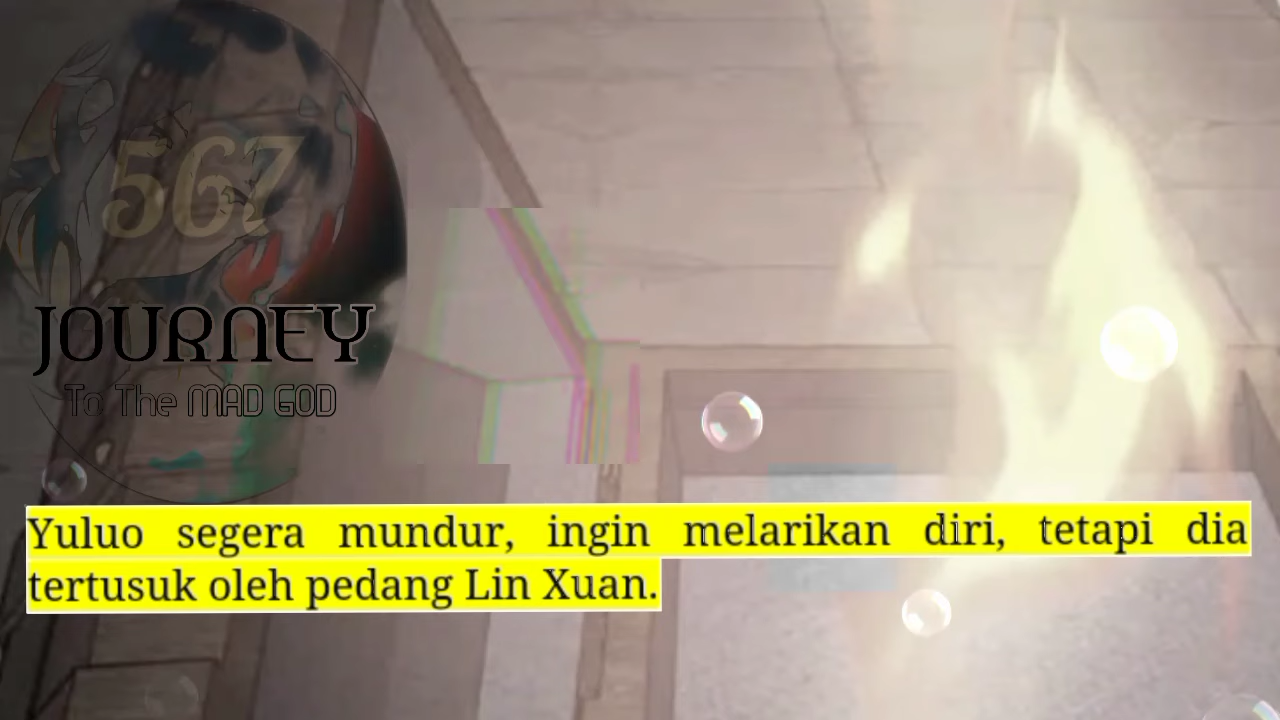 567
JOURNEY
To The MAD GOD
Yuluo segera mundur, ingin melarikan diri, tetapi dia
tertusuk oleh pedang Lin Xuan.